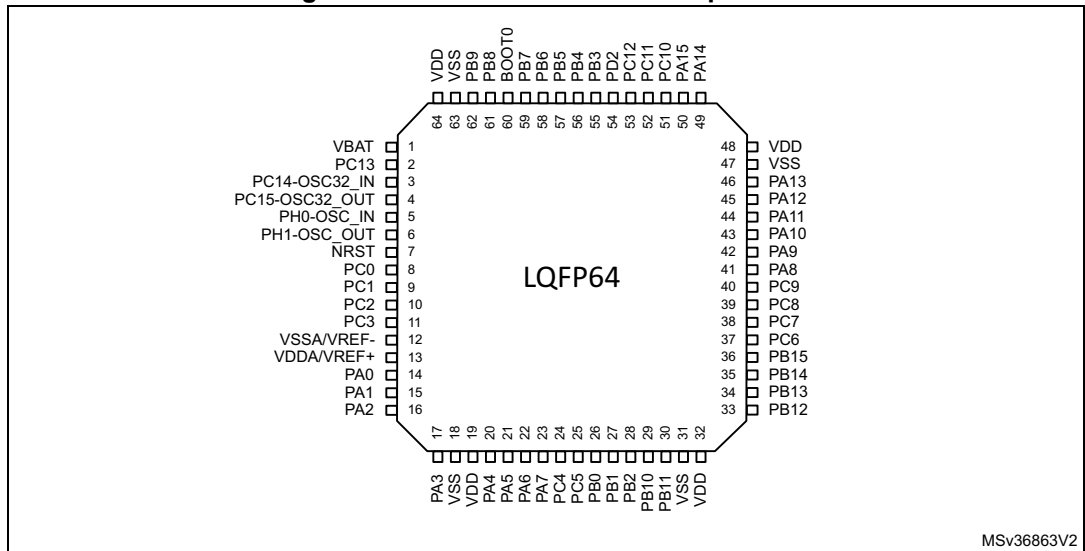 VDD
VSS
PB9
PB8
BOOT0
PB7
PB6
PB5
PB4
PB3
PD2
PC12
PC11
PC10
PA15
PA14
64
63
62
61
60
59
58
57
56
55
54
53
52
51
50
49
VBAT 1
PC13 2
PC14-OSC32_IN 3
PC15-OSC32_OUT 4
PH0-OSC_IN 5
PH1-OSC_OUT 6
NRST 7
PC0 8
PC1 9
PC2 10
PC3 11
VSSA/VREF- 12
VDDA/VREF+ 13
PA0 14
PA1 15
PA2 16
LQFP64
48 VDD
47 VSS
46 PA13
45 PA12
44 PA11
43 PA10
42 PA9
41 PA8
40 PC9
39 PC8
38 PC7
37 PC6
36 PB15
35 PB14
34 PB13
33 PB12
17
18
19
20
21
22
23
24
25
26
27
28
29
30
31
32
PA3
VSS
VDD
PA4
PA5
PA6
PA7
PC4
PC5
PB0
PB1
PB2
PB10
PB11
VSS
VDD
MSv36863V2